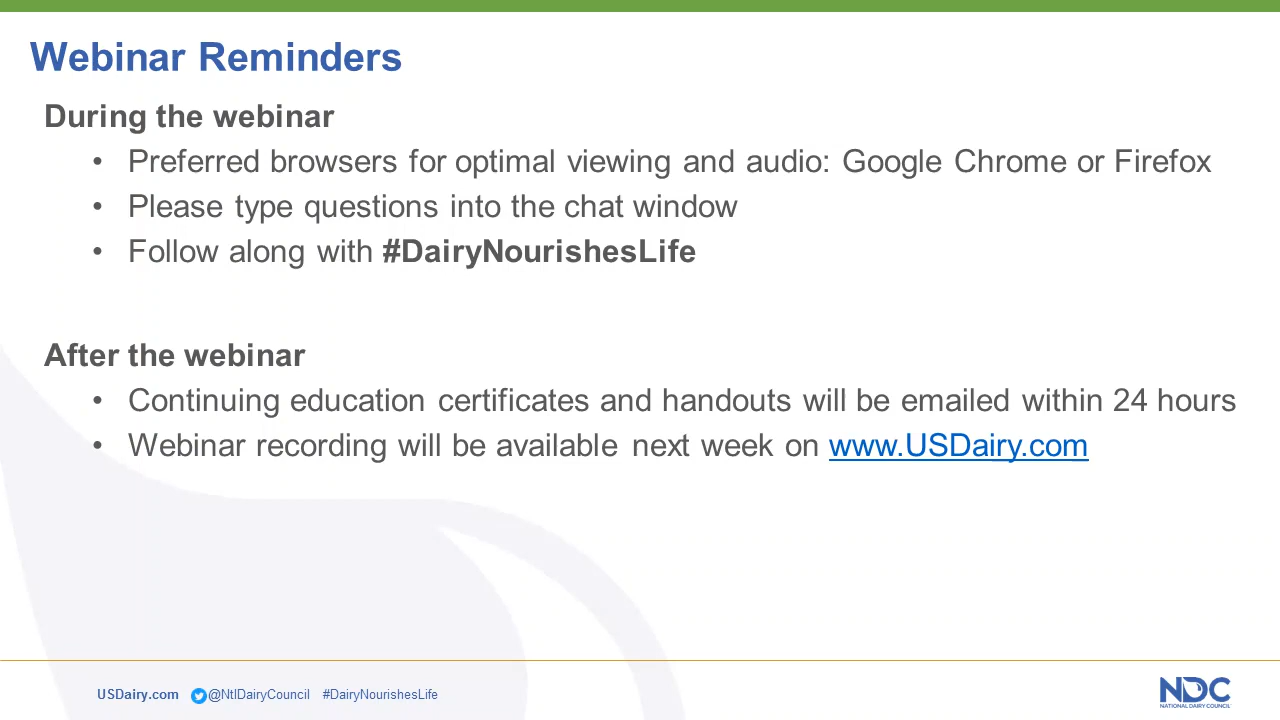 Webinar Reminders
During the webinar
• Preferred browsers for optimal viewing and audio: Google Chrome or Firefox
• Please type questions into the chat window
• Follow along with #DairyNourishesLife
After the webinar
• Continuing education certificates and handouts will be emailed within 24 hours
• Webinar recording will be available next week on www.USDairy.com
USDairy.com @NtlDairyCouncil #DairyNourishesLife
NDC
NATIONAL DAIRY COUNCIL